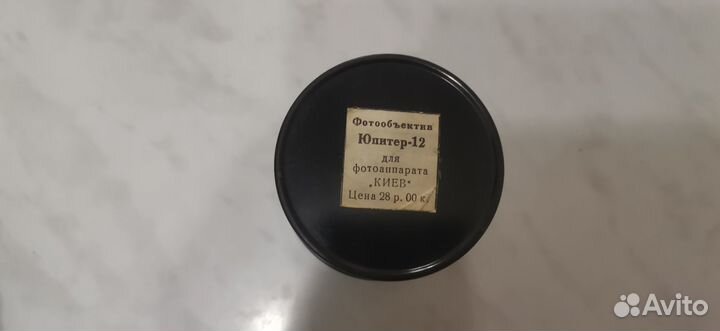 Фотообъектив
Юпитер-12
для
фотоаппарата
„КИЕВ"
Цена 28 р. 00 к.
Avito